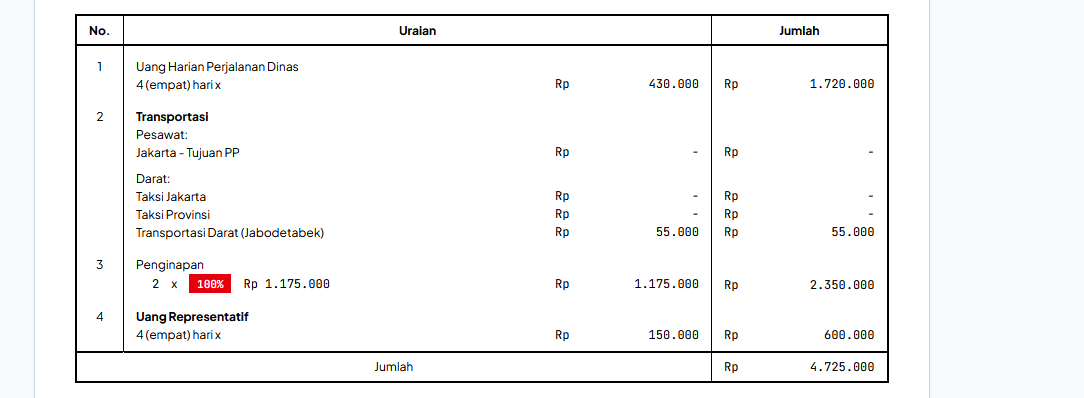 No. Uraian Jumlah
1 Uang Harian Perjalanan Dinas
4 (empat) hari x Rp 430.000 Rp 1.720.000
2 Transportasi
Pesawat:
Jakarta - Tujuan PP Rp - Rp -
Darat:
Taksi Jakarta Rp - Rp -
Taksi Provinsi Rp - Rp -
Transportasi Darat (Jabodetabek) Rp 55.000 Rp 55.000
3 Penginapan
2 x 100% Rp 1.175.000 Rp 1.175.000 Rp 2.350.000
4 Uang Representatif
4 (empat) hari x Rp 150.000 Rp 600.000
Jumlah Rp 4.725.000